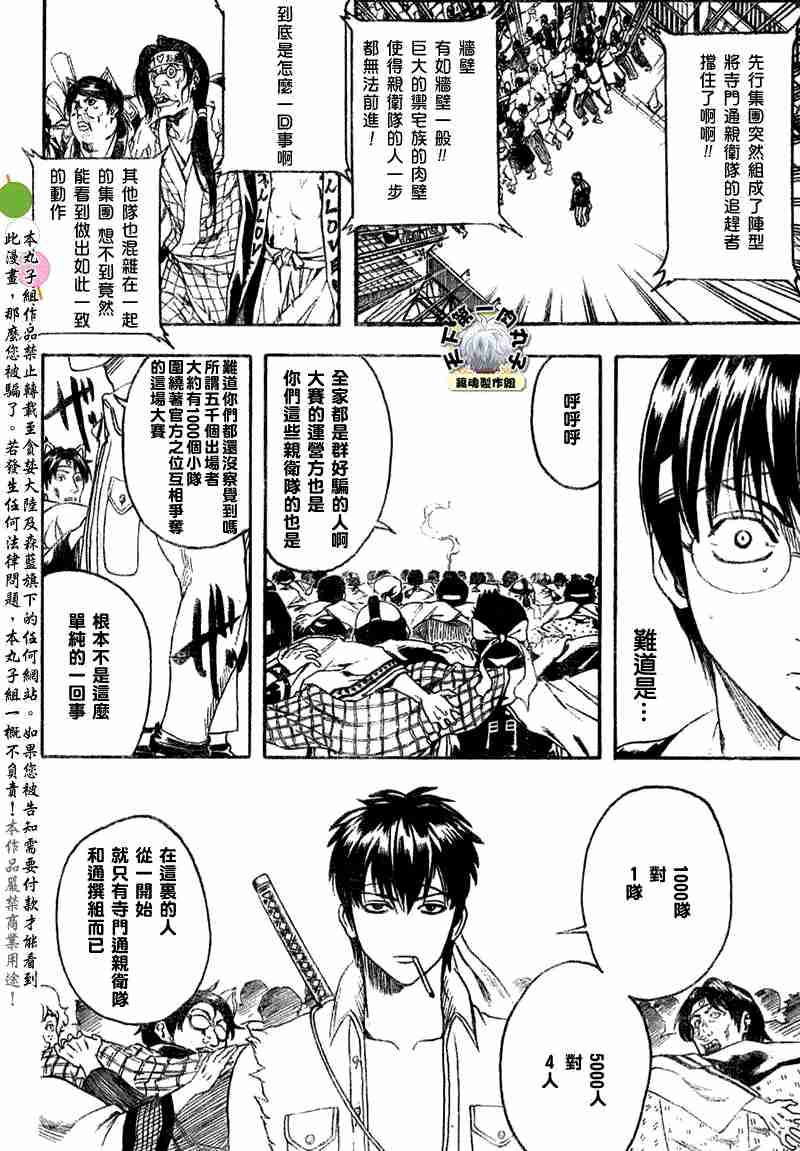 先行集團突然組成了陣型
將寺門通親衛隊的追趕者
擋住了啊啊!!
牆壁
有如牆壁一般!!
巨大的禦宅族的肉壁
使得親衛隊的人一步
都無法前進！
到底是怎麼一回事啊
LOVE
其他隊也混雜在一起
的集團 想不到竟然
能看到做出如此一致
的動作
天下第一肉丸子
銀魂製作組
難道是…
呼呼呼
全家都是群好騙的人啊
大賽的運營方也是
你們這些親衛隊的也是
門
難道你們都還沒察覺到嗎
所謂五千個出場者
大約有1000個小隊
圍繞著官方之位互相爭奪
的這場大賽
根本不是這麼
單純的一回事
1000隊
對
1隊
5000人
對
4人
在這裏的人
從一開始
就只有寺門通親衛隊
和通撰組而已
本丸子組作品禁止轉載至貪婪大陸及森藍旗下的任何網站。如果您被告知需要付款才能看到
此漫畫，那麼您被騙了。若發生任何法律問題，本丸子組一概不負責！本作品嚴禁商業用途！